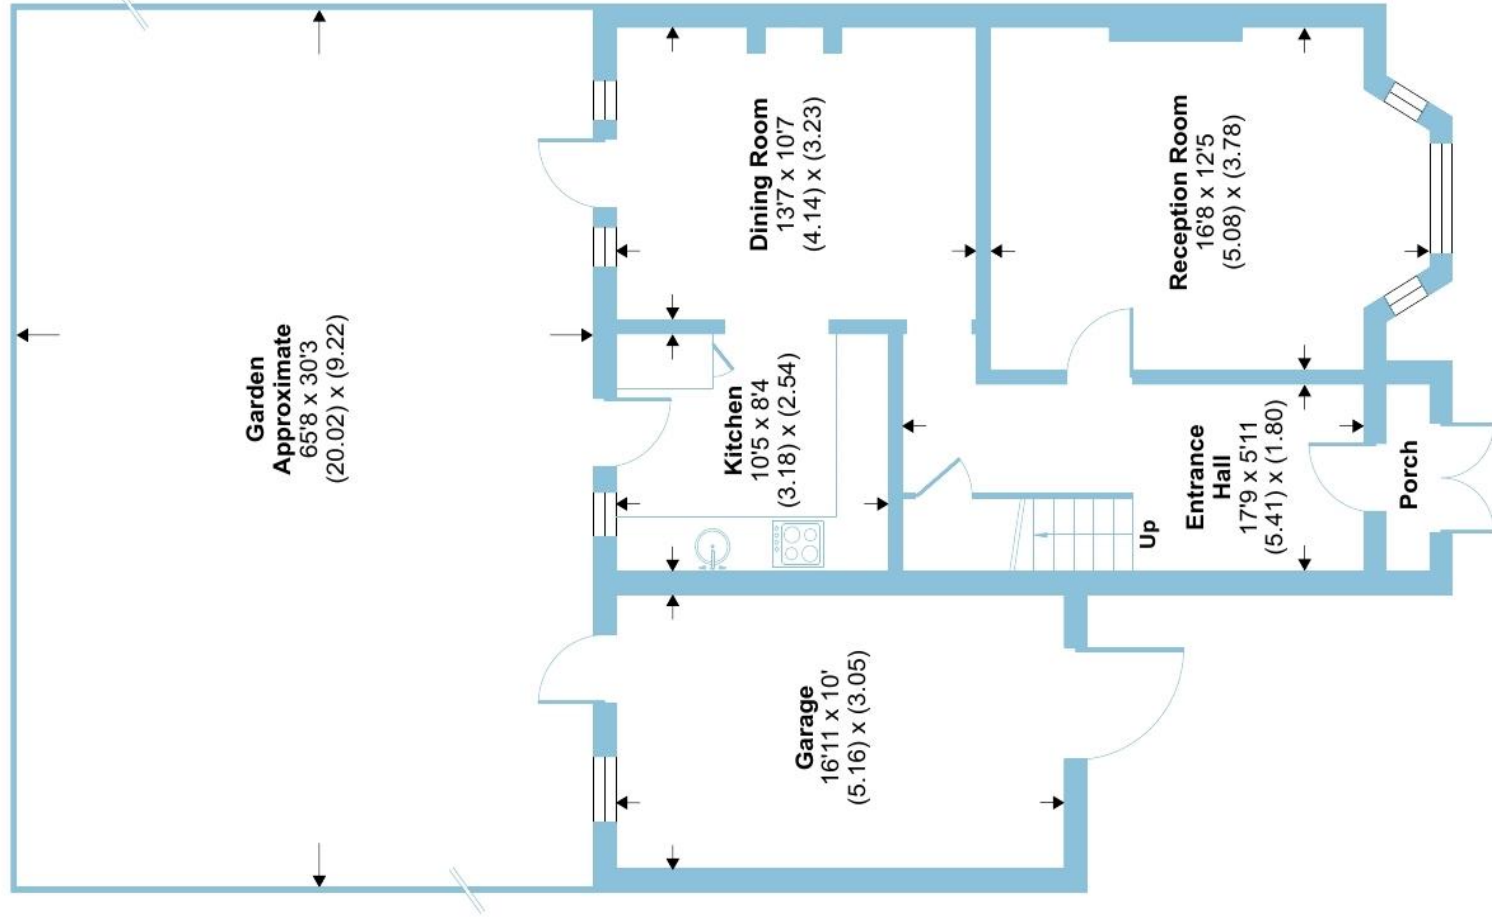 Garden
Approximate
65'8 x 30'3
(20.02) x (9.22)
Dining Room
13'7 x 10'7
(4.14) x (3.23)
Reception Room
16'8 x 12'5
(5.08) x (3.78)
Kitchen
10'5 x 8'4
(3.18) x (2.54)
Entrance
Hall
17'9 x 5'11
(5.41) x (1.80)
Porch
Up
Garage
16'11 x 10'
(5.16) x (3.05)